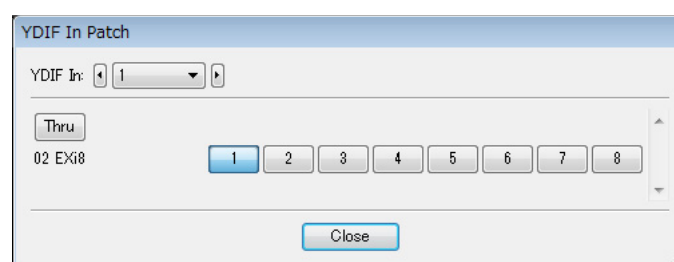 YDIF In Patch
YDIF In: 1
Thru
02 EXi8 1 2 3 4 5 6 7 8
Close